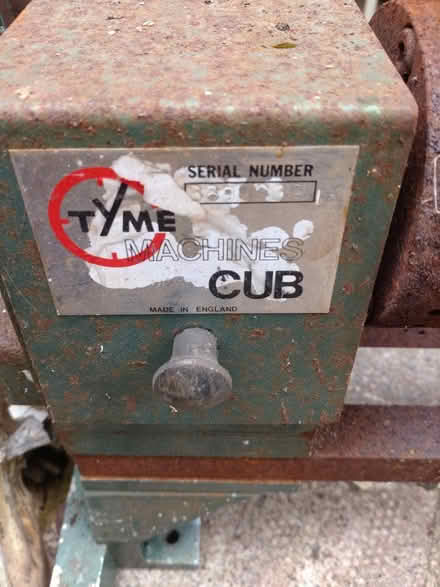 SERIAL NUMBER
TYME
MACHINES
CUB
MADE IN ENGLAND